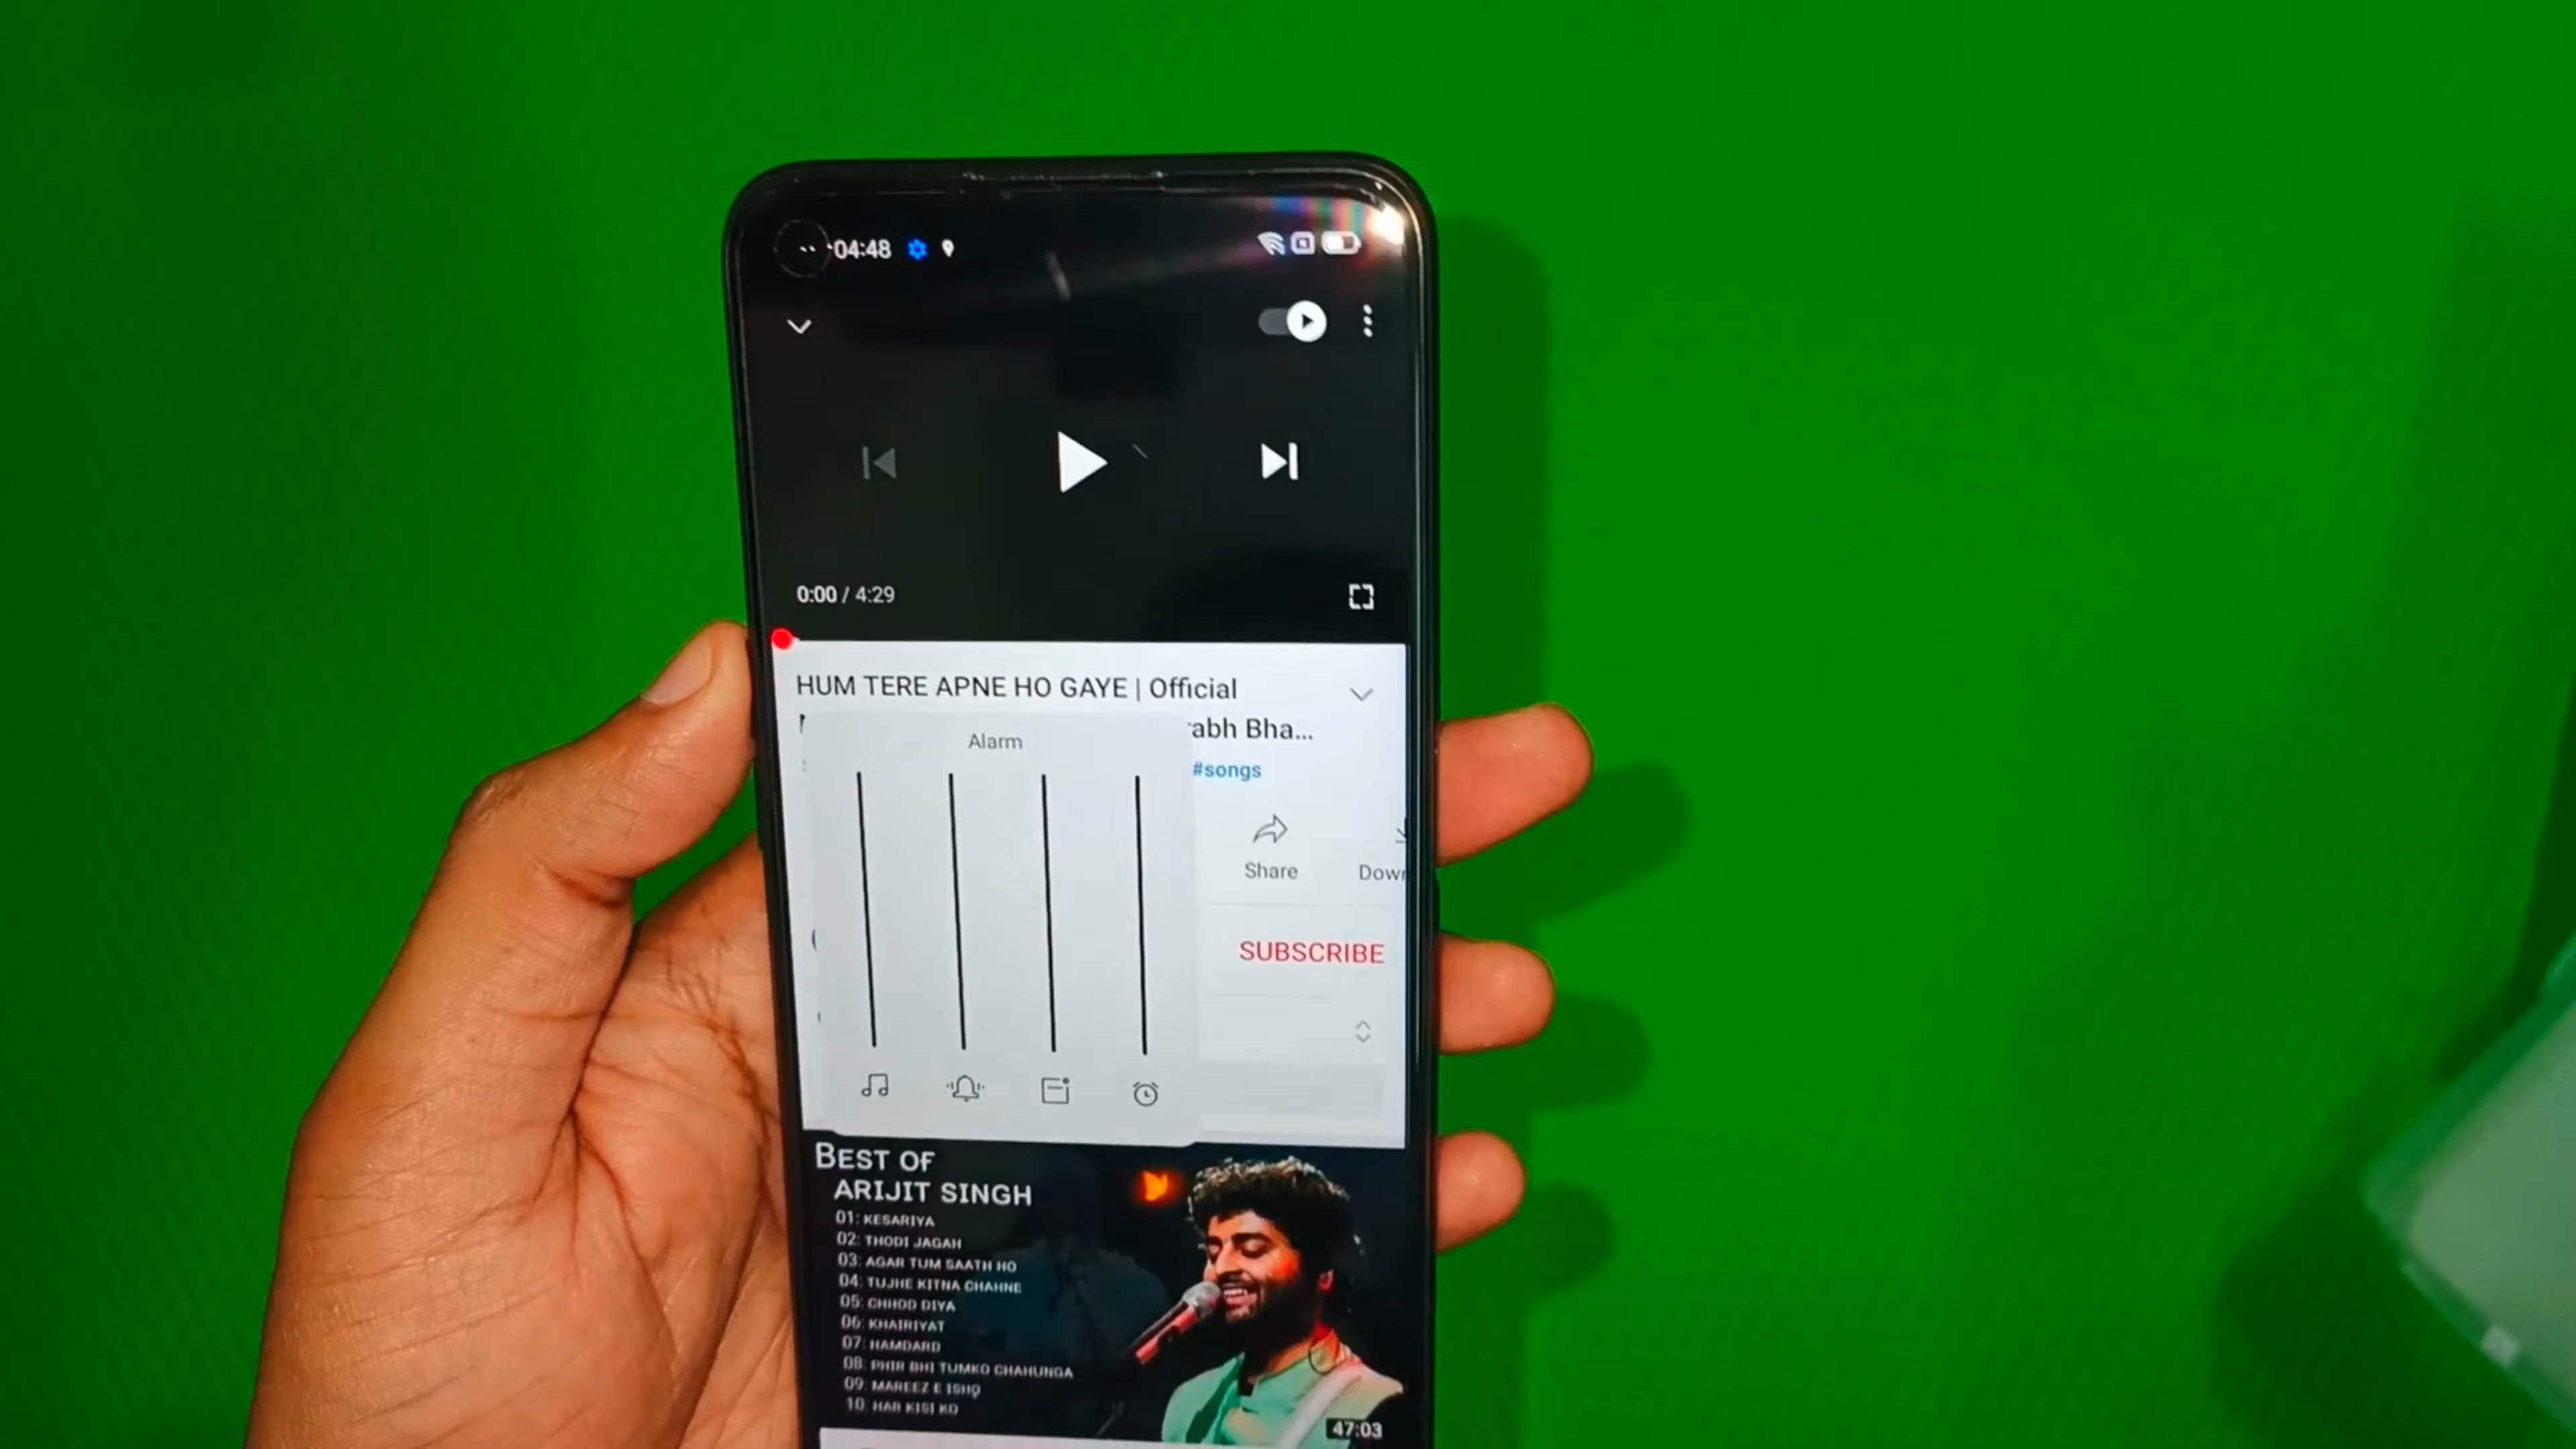 04:48
0:00 / 4:29
HUM TERE APNE HO GAYE | Official
abh Bha...
Alarm
#songs
Share
Down
SUBSCRIBE
BEST OF
ARIJIT SINGH
01: KESARIYA
02: THODI JAGAH
03: AGAR TUM SAATH HO
04: TUJHE KITNA CHAHNE
05: CHHOD DIYA
06: KHAIRIYAT
07: HAMDARD
08: PHIR BHI TUMKO CHAHUNGA
09: MAREEZ E ISHQ
10: HAR KISI KO
47:03